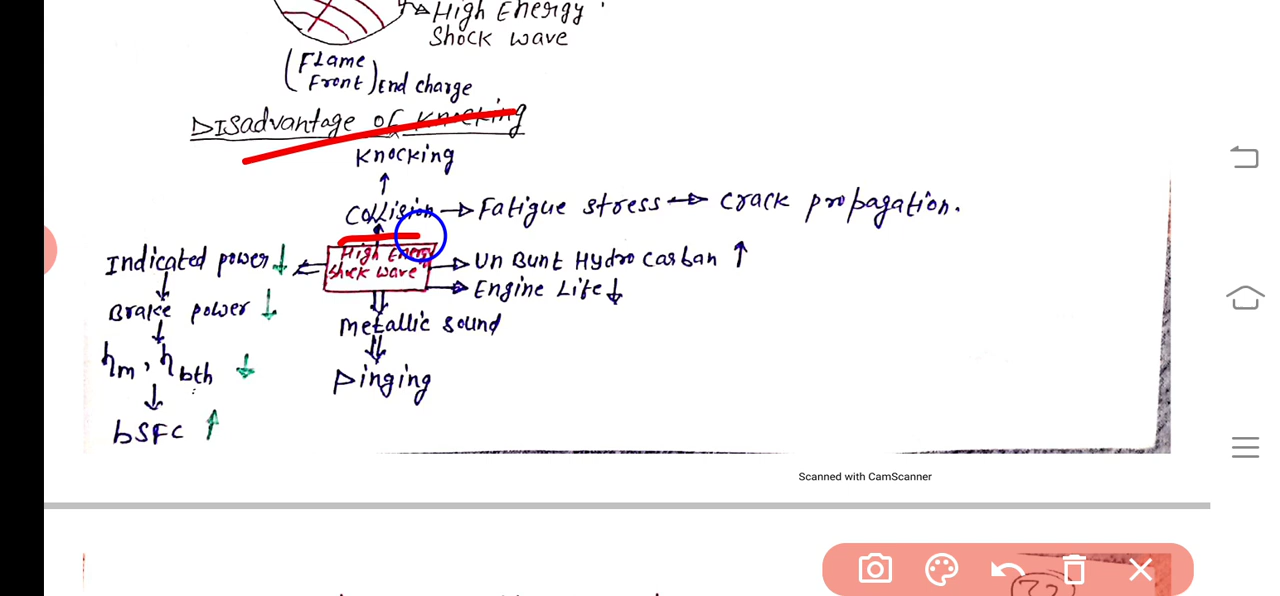 High Energy
Shock wave
(Flame
Front) End charge
Disadvantage of Knocking
Knocking
↑
Collision → Fatigue stress → Crack propagation.
Indicated power ↓ ⇐ High Energy
Shock wave → Un Bunt Hydro Carban ↑
→ Engine Life ↓
Brake power ↓
Metallic sound
ηm, ηbth ↓
Pinging
bSFC ↑
Scanned with CamScanner